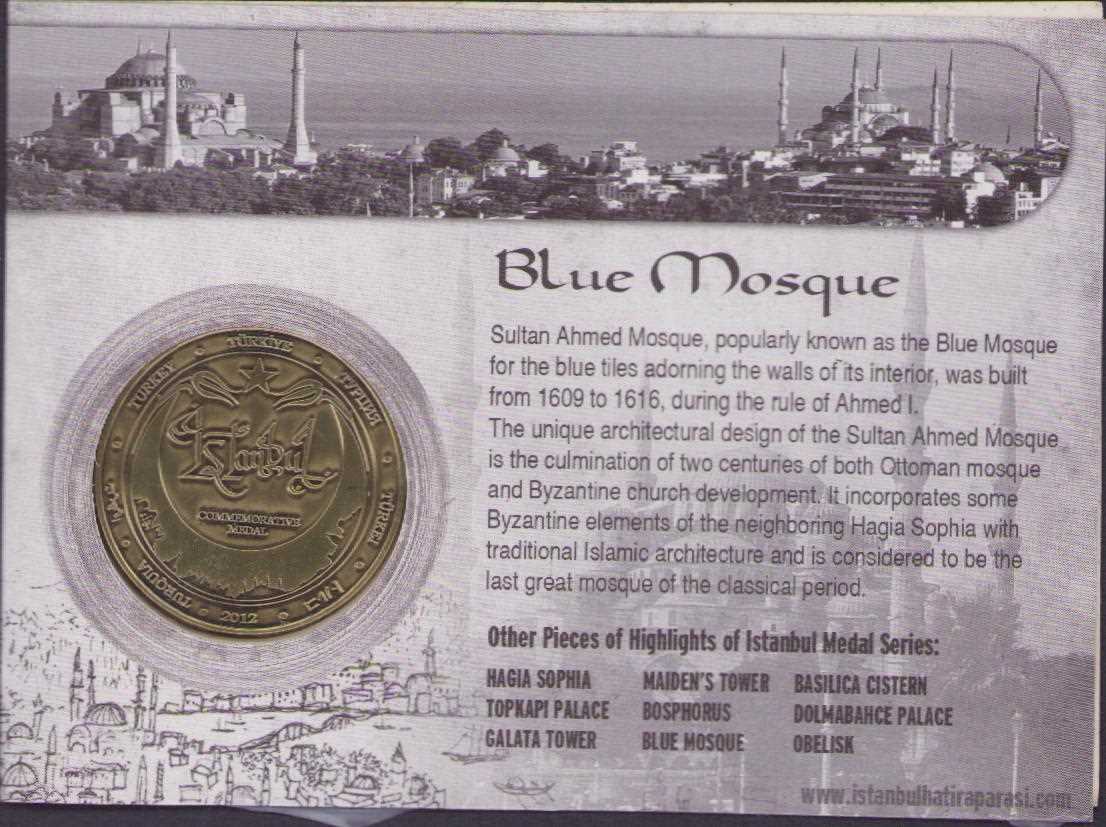 Blue Mosque
Sultan Ahmed Mosque, popularly known as the Blue Mosque
for the blue tiles adorning the walls of its interior, was built
from 1609 to 1616, during the rule of Ahmed I.
The unique architectural design of the Sultan Ahmed Mosque
is the culmination of two centuries of both Ottoman mosque
and Byzantine church development. It incorporates some
Byzantine elements of the neighboring Hagia Sophia with
traditional Islamic architecture and is considered to be the
last great mosque of the classical period.
Other Pieces of Highlights of Istanbul Medal Series:
HAGIA SOPHIA MAIDEN'S TOWER BASILICA CISTERN
TOPKAPI PALACE BOSPHORUS DOLMABAHCE PALACE
GALATA TOWER BLUE MOSQUE OBELISK
www.istanbulhatiraparasi.com
TURKEY
TÜRKİYE
ТУРЦИЯ
TÜRKEI
2012
TURQUIA
İstanbul
COMMEMORATIVE
MEDAL